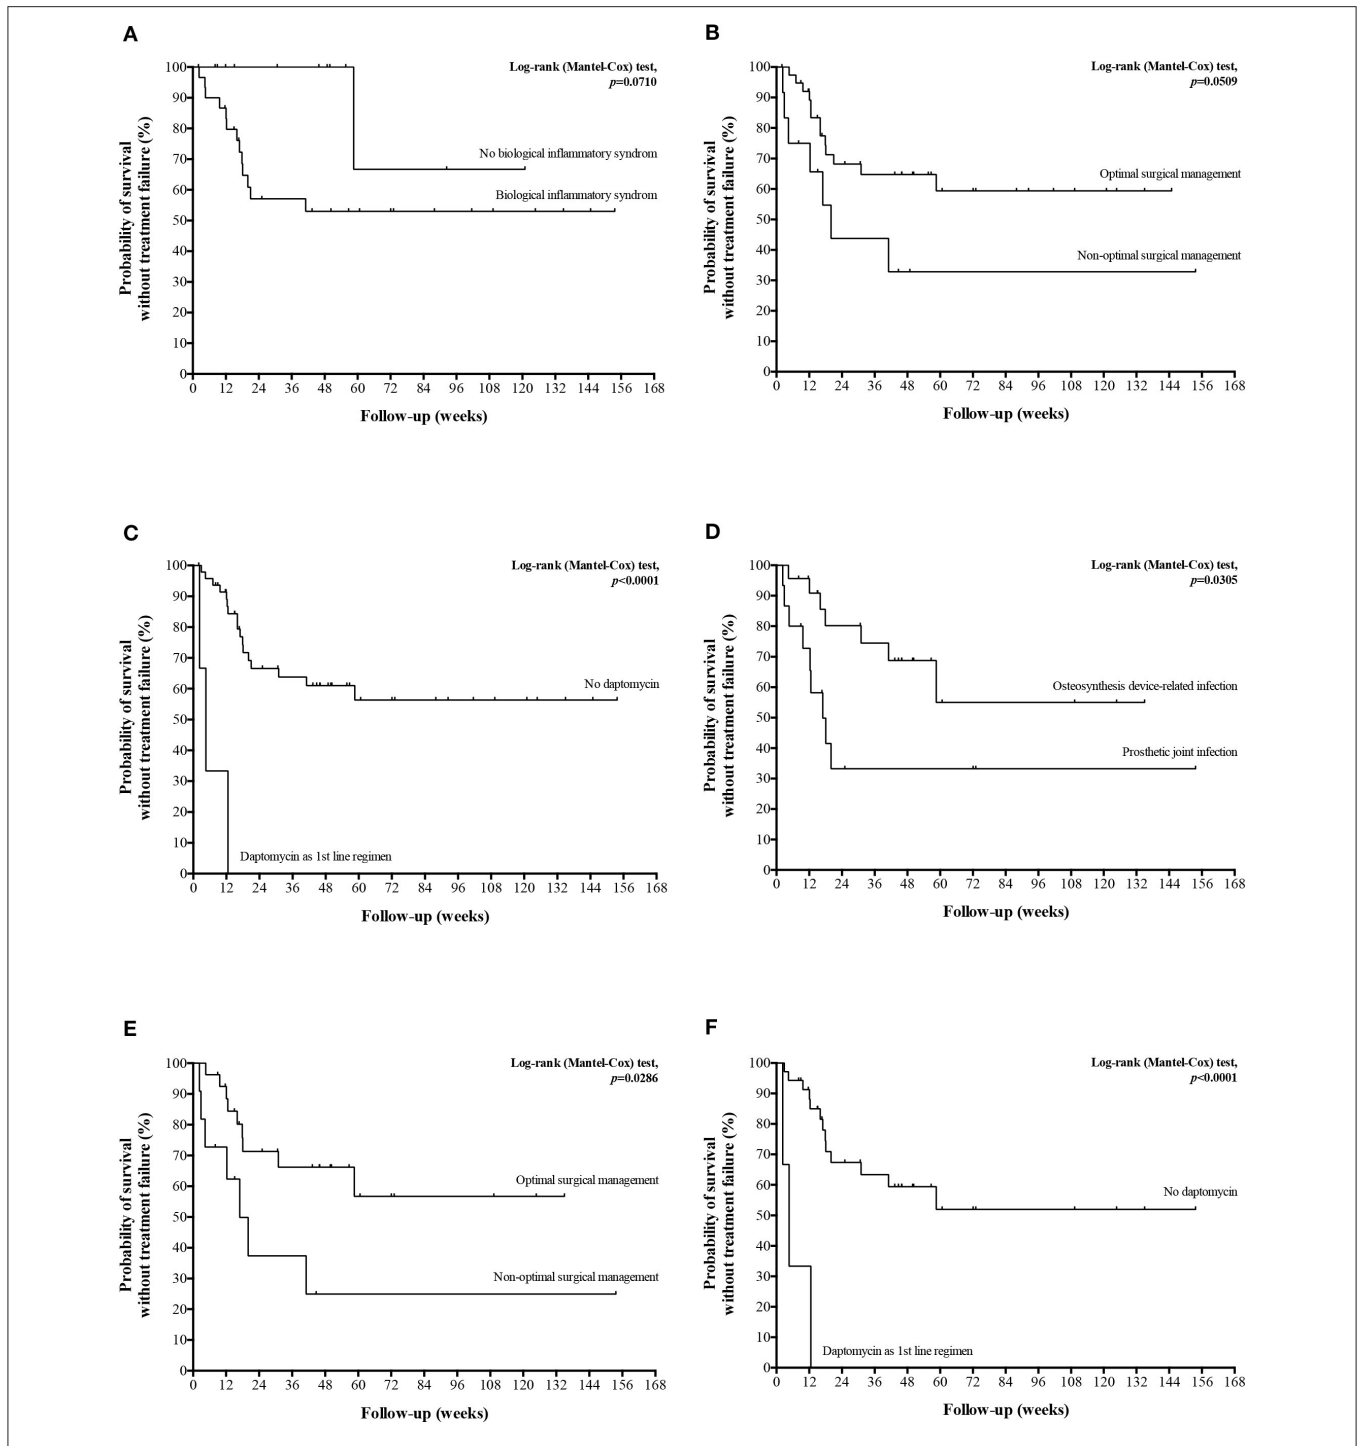 A
Log-rank (Mantel-Cox) test,
p=0.0710
Probability of survival
without treatment failure (%)
100
90
80
70
60
50
40
30
20
10
0
No biological inflammatory syndrom
Biological inflammatory syndrom
0 12 24 36 48 60 72 84 96 108 120 132 144 156 168
Follow-up (weeks)
B
Log-rank (Mantel-Cox) test,
p=0.0509
Probability of survival
without treatment failure (%)
100
90
80
70
60
50
40
30
20
10
0
Optimal surgical management
Non-optimal surgical management
0 12 24 36 48 60 72 84 96 108 120 132 144 156 168
Follow-up (weeks)
C
Log-rank (Mantel-Cox) test,
p<0.0001
Probability of survival
without treatment failure (%)
100
90
80
70
60
50
40
30
20
10
0
No daptomycin
Daptomycin as 1st line regimen
0 12 24 36 48 60 72 84 96 108 120 132 144 156 168
Follow-up (weeks)
D
Log-rank (Mantel-Cox) test,
p=0.0305
Probability of survival
without treatment failure (%)
100
90
80
70
60
50
40
30
20
10
0
Osteosynthesis device-related infection
Prosthetic joint infection
0 12 24 36 48 60 72 84 96 108 120 132 144 156 168
Follow-up (weeks)
E
Log-rank (Mantel-Cox) test,
p=0.0286
Probability of survival
without treatment failure (%)
100
90
80
70
60
50
40
30
20
10
0
Optimal surgical management
Non-optimal surgical management
0 12 24 36 48 60 72 84 96 108 120 132 144 156 168
Follow-up (weeks)
F
Log-rank (Mantel-Cox) test,
p<0.0001
Probability of survival
without treatment failure (%)
100
90
80
70
60
50
40
30
20
10
0
No daptomycin
Daptomycin as 1st line regimen
0 12 24 36 48 60 72 84 96 108 120 132 144 156 168
Follow-up (weeks)